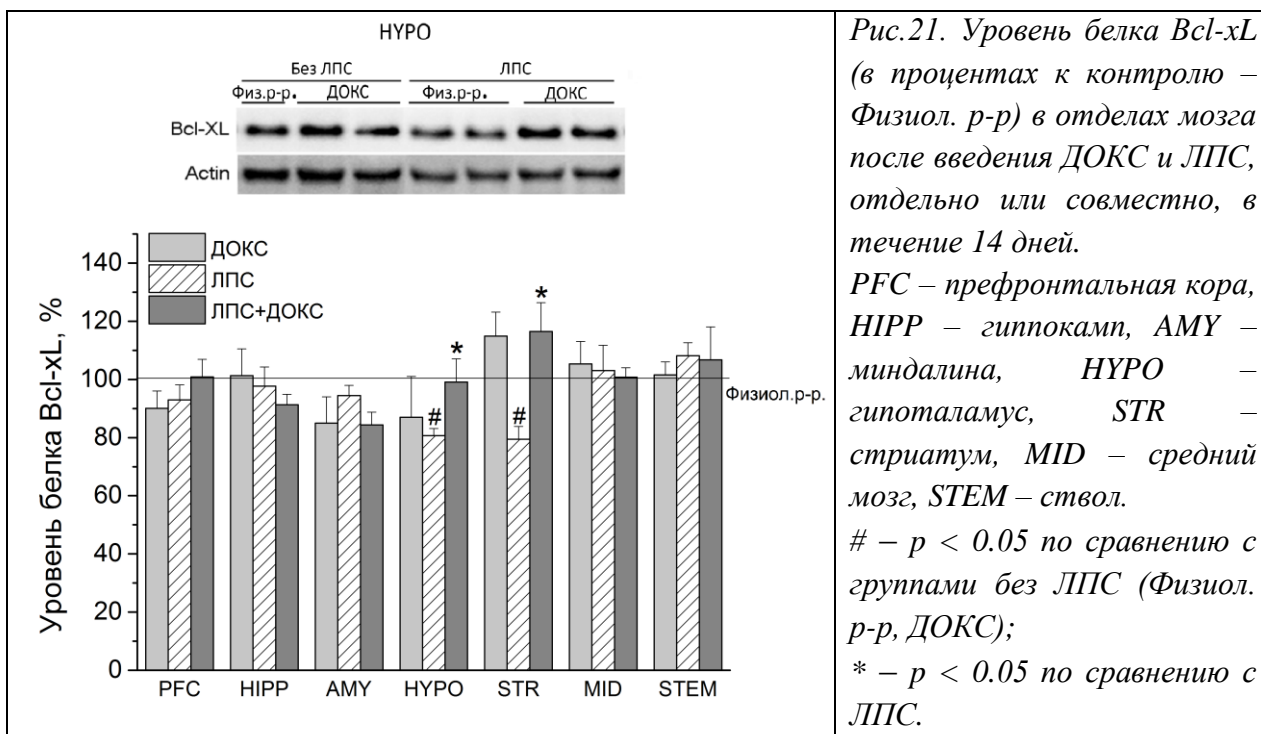 HYPO
Без ЛПС ЛПС
Физ.р-р. ДОКС Физ.р-р. ДОКС
Bcl-XL
Actin
ДОКС
ЛПС
ЛПС+ДОКС
Уровень белка Bcl-xL, %
140
120
100
80
60
40
20
0
* *
# #
Физиол.р-р.
PFC HIPP AMY HYPO STR MID STEM
Рис.21. Уровень белка Bcl-xL
(в процентах к контролю –
Физиол. р-р) в отделах мозга
после введения ДОКС и ЛПС,
отдельно или совместно, в
течение 14 дней.
PFC – префронтальная кора,
HIPP – гиппокамп, AMY –
миндалина, HYPO –
гипоталамус, STR –
стриатум, MID – средний
мозг, STEM – ствол.
# – p < 0.05 по сравнению с
группами без ЛПС (Физиол.
р-р, ДОКС);
* – p < 0.05 по сравнению с
ЛПС.